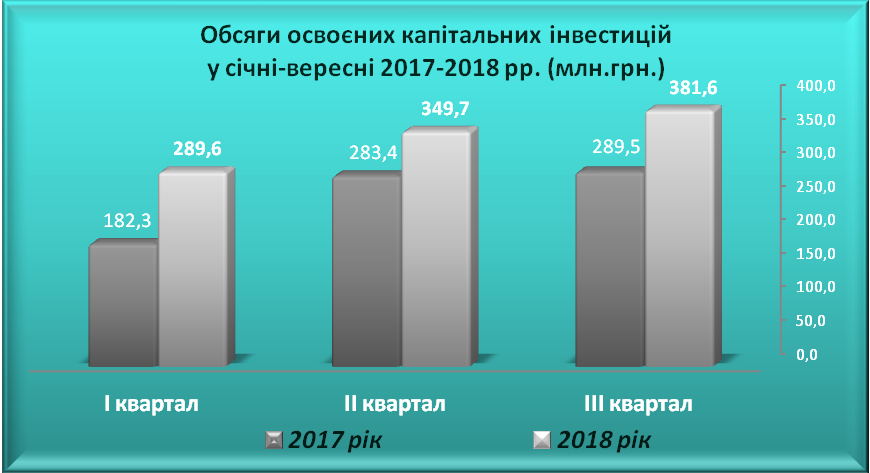 Обсяги освоєних капітальних інвестицій
у січні-вересні 2017-2018 рр. (млн.грн.)
182,3
289,6
283,4
349,7
289,5
381,6
400,0
350,0
300,0
250,0
200,0
150,0
100,0
50,0
0,0
І квартал
ІІ квартал
ІІІ квартал
2017 рік
2018 рік